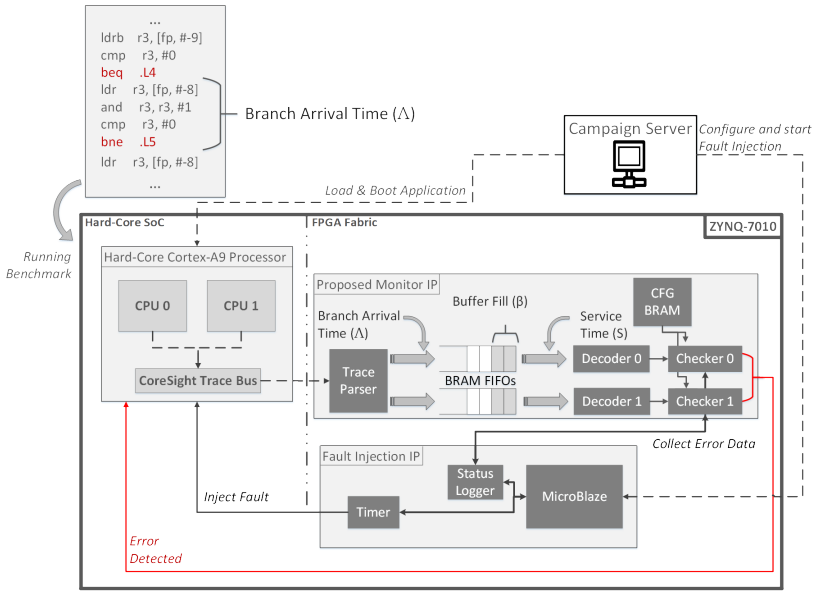 ...
ldrb r3, [fp, #-9]
cmp r3, #0
beq .L4
ldr r3, [fp, #-8]
and r3, r3, #1
cmp r3, #0
bne .L5
ldr r3, [fp, #-8]
...
Branch Arrival Time (Λ)
Campaign Server
Configure and start
Fault Injection
Load & Boot Application
Running
Benchmark
Hard-Core SoC
FPGA Fabric
ZYNQ-7010
Hard-Core Cortex-A9 Processor
CPU 0
CPU 1
CoreSight Trace Bus
Proposed Monitor IP
Branch Arrival
Time (Λ)
Buffer Fill (β)
Service
Time (S)
CFG
BRAM
Trace
Parser
BRAM FIFOs
Decoder 0
Checker 0
Decoder 1
Checker 1
Collect Error Data
Fault Injection IP
Status
Logger
MicroBlaze
Timer
Inject Fault
Error
Detected